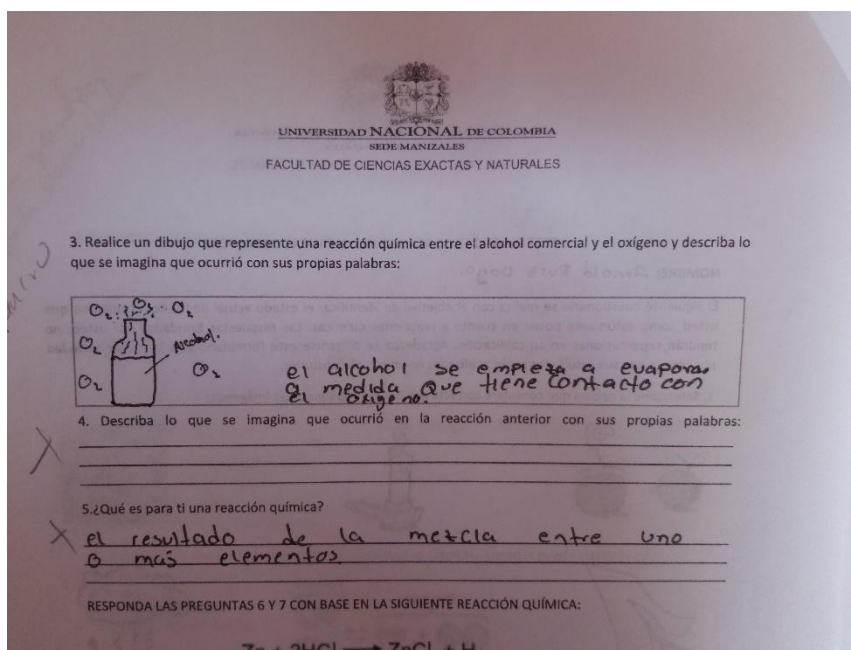 UNIVERSIDAD NACIONAL DE COLOMBIA
SEDE MANIZALES
FACULTAD DE CIENCIAS EXACTAS Y NATURALES
3. Realice un dibujo que represente una reacción química entre el alcohol comercial y el oxígeno y describa lo
que se imagina que ocurrió con sus propias palabras:
O₂ O₂ O₂
O₂ Alcohol.
O₂ O₂
el alcohol se empieza a evaporar
a medida que tiene contacto con
el oxigeno.
4. Describa lo que se imagina que ocurrió en la reacción anterior con sus propias palabras:
5.¿Qué es para ti una reacción química?
el resultado de la mezcla entre uno
o mas elementos
RESPONDA LAS PREGUNTAS 6 Y 7 CON BASE EN LA SIGUIENTE REACCIÓN QUÍMICA: